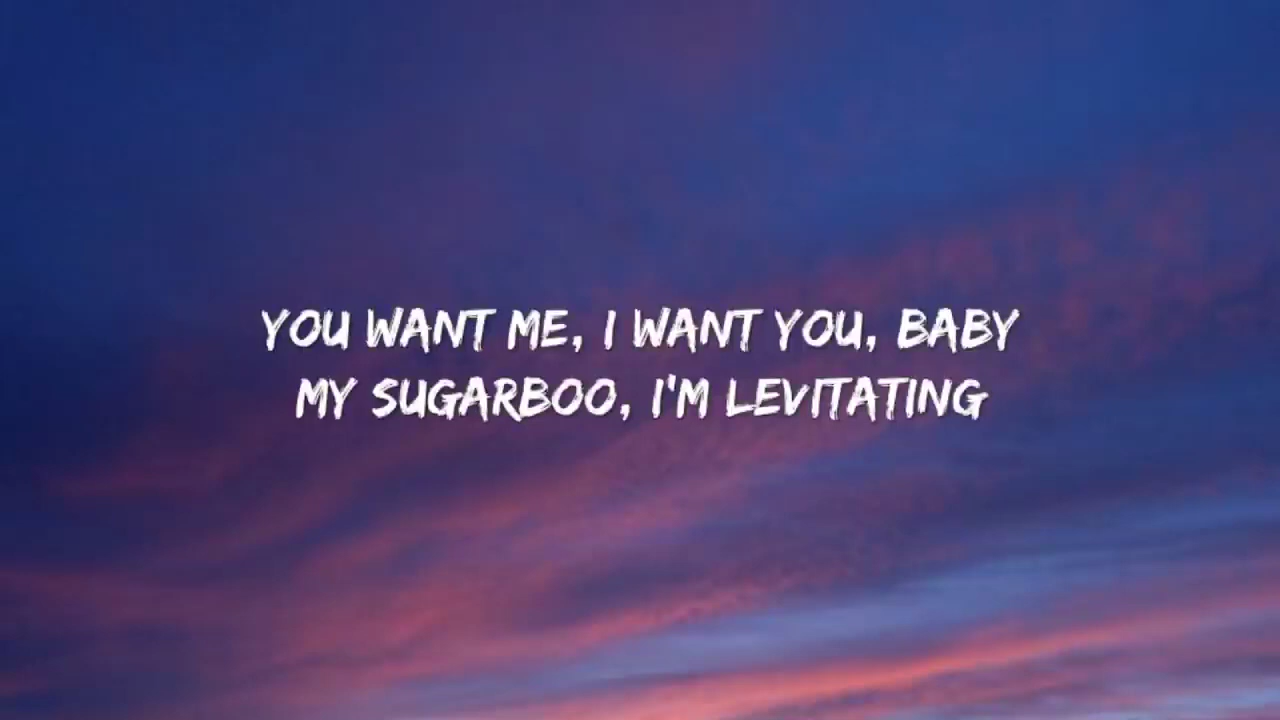 YOU WANT ME, I WANT YOU, BABY
MY SUGARBOO, I'M LEVITATING